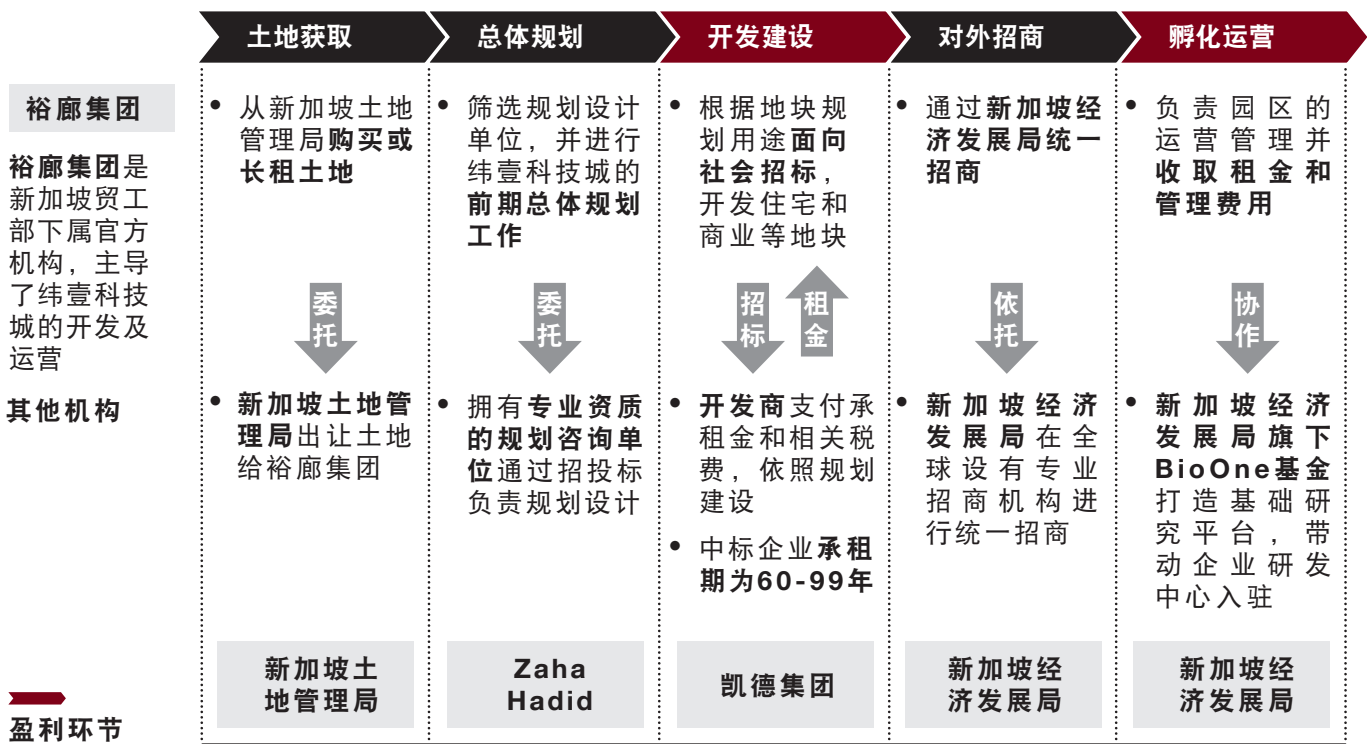 土地获取
总体规划
开发建设
对外招商
孵化运营
裕廊集团
裕廊集团是
新加坡贸工
部下属官方
机构，主导
了纬壹科技
城的开发及
运营
• 从新加坡土地
管理局购买或
长租土地
• 筛选规划设计
单位，并进行
纬壹科技城的
前期总体规划
工作
• 根据地块规
划用途面向
社会招标，
开发住宅和
商业等地块
• 通过新加坡经
济发展局统一
招商
• 负责园区的
运营管理并
收取租金和
管理费用
委
托
委
托
招
标
租
金
依
托
协
作
其他机构
• 新加坡土地管
理局出让土地
给裕廊集团
• 拥有专业资质
的规划咨询单
位通过招投标
负责规划设计
• 开发商支付承
租金和相关税
费，依照规划
建设
• 中标企业承租
期为60-99年
• 新加坡经济
发展局在全
球设有专业
招商机构进
行统一招商
• 新加坡经济
发展局旗下
BioOne基金
打造基础研
究平台，带
动企业研发
中心入驻
新加坡土
地管理局
Zaha
Hadid
凯德集团
新加坡经
济发展局
新加坡经
济发展局
盈利环节